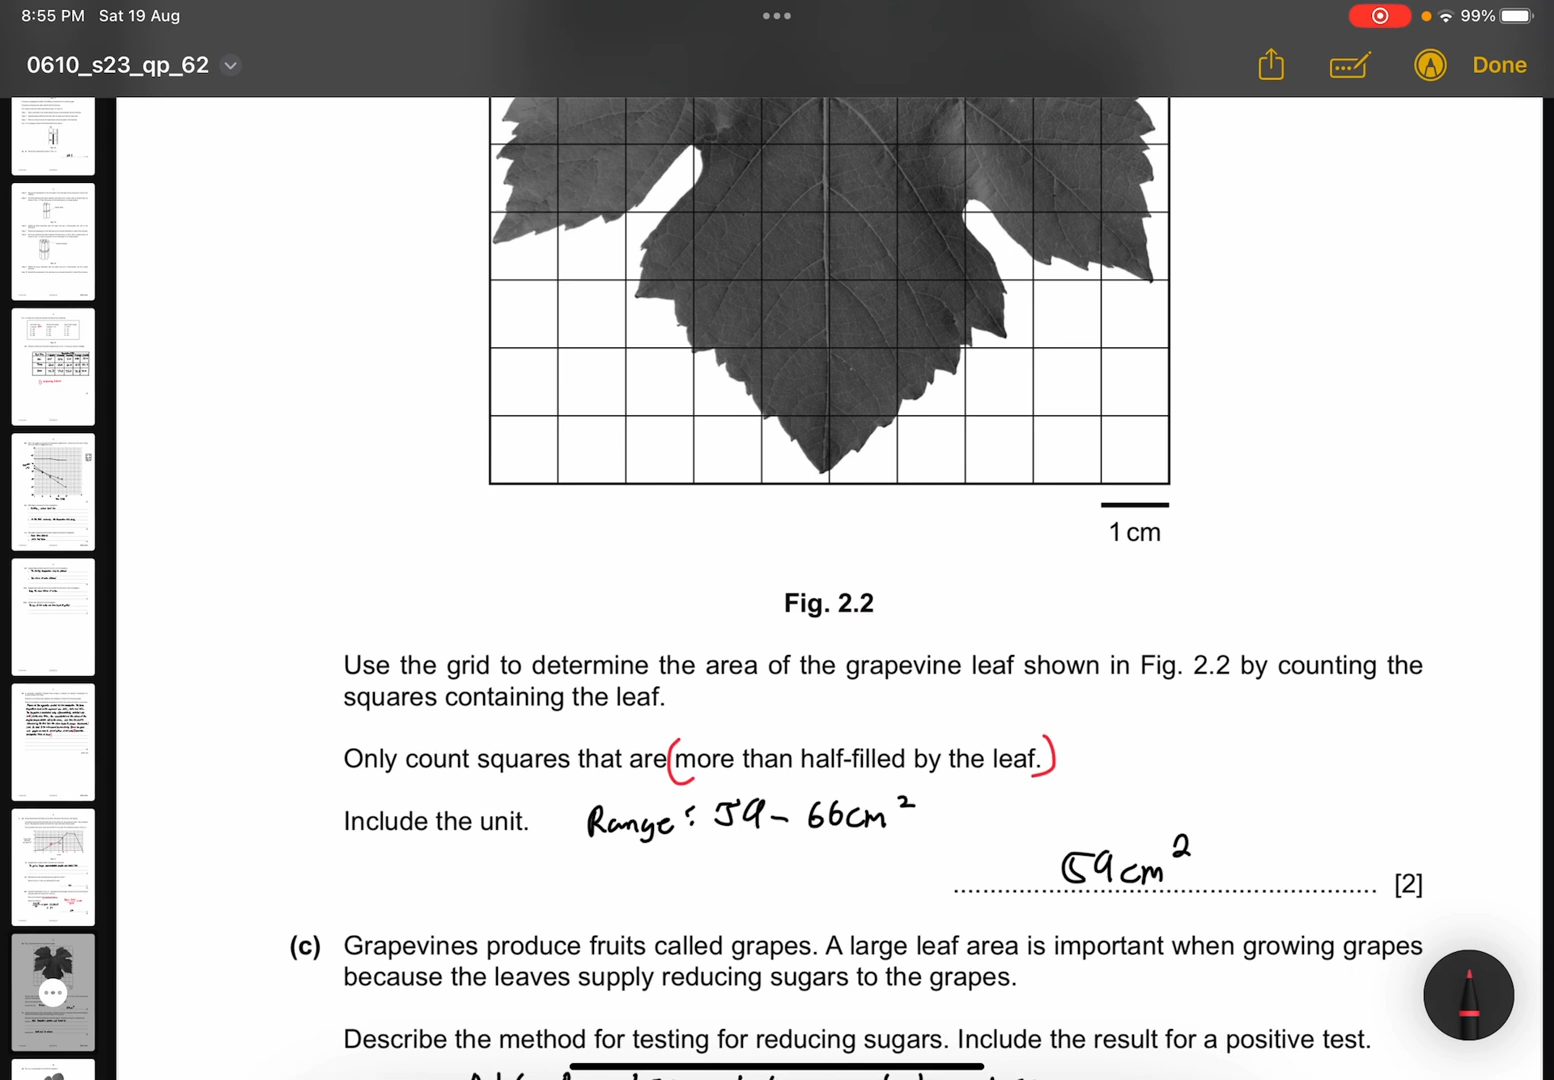 8:55 PM Sat 19 Aug
99%
0610_s23_qp_62
Done
1 cm
Fig. 2.2
Use the grid to determine the area of the grapevine leaf shown in Fig. 2.2 by counting the
squares containing the leaf.
Only count squares that are (more than half-filled by the leaf.)
Include the unit. Range: 59 - 66cm²
59cm²
[2]
(c) Grapevines produce fruits called grapes. A large leaf area is important when growing grapes
because the leaves supply reducing sugars to the grapes.
Describe the method for testing for reducing sugars. Include the result for a positive test.